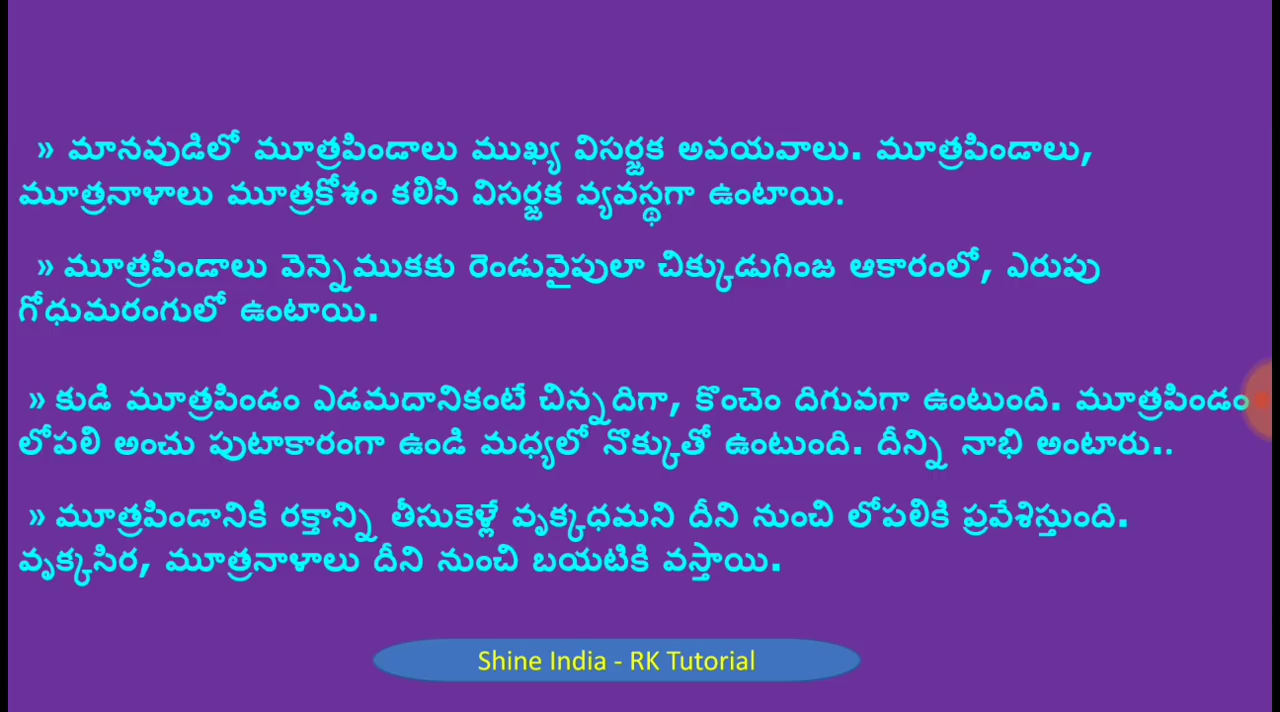 » మానవుడిలో మూత్రపిండాలు ముఖ్య విసర్జక అవయవాలు. మూత్రపిండాలు,
మూత్రనాళాలు మూత్రకోశం కలిసి విసర్జక వ్యవస్థగా ఉంటాయి.
» మూత్రపిండాలు వెన్నెముకకు రెండువైపులా చిక్కుడుగింజ ఆకారంలో, ఎరుపు
గోధుమరంగులో ఉంటాయి.
» కుడి మూత్రపిండం ఎడమదానికంటే చిన్నదిగా, కొంచెం దిగువగా ఉంటుంది. మూత్రపిండం
లోపలి అంచు పుటాకారంగా ఉండి మధ్యలో నొక్కుతో ఉంటుంది. దీన్ని నాభి అంటారు..
» మూత్రపిండానికి రక్తాన్ని తీసుకెళ్లే వృక్కధమని దీని నుంచి లోపలికి ప్రవేశిస్తుంది.
వృక్కసిర, మూత్రనాళాలు దీని నుంచి బయటికి వస్తాయి.
Shine India - RK Tutorial